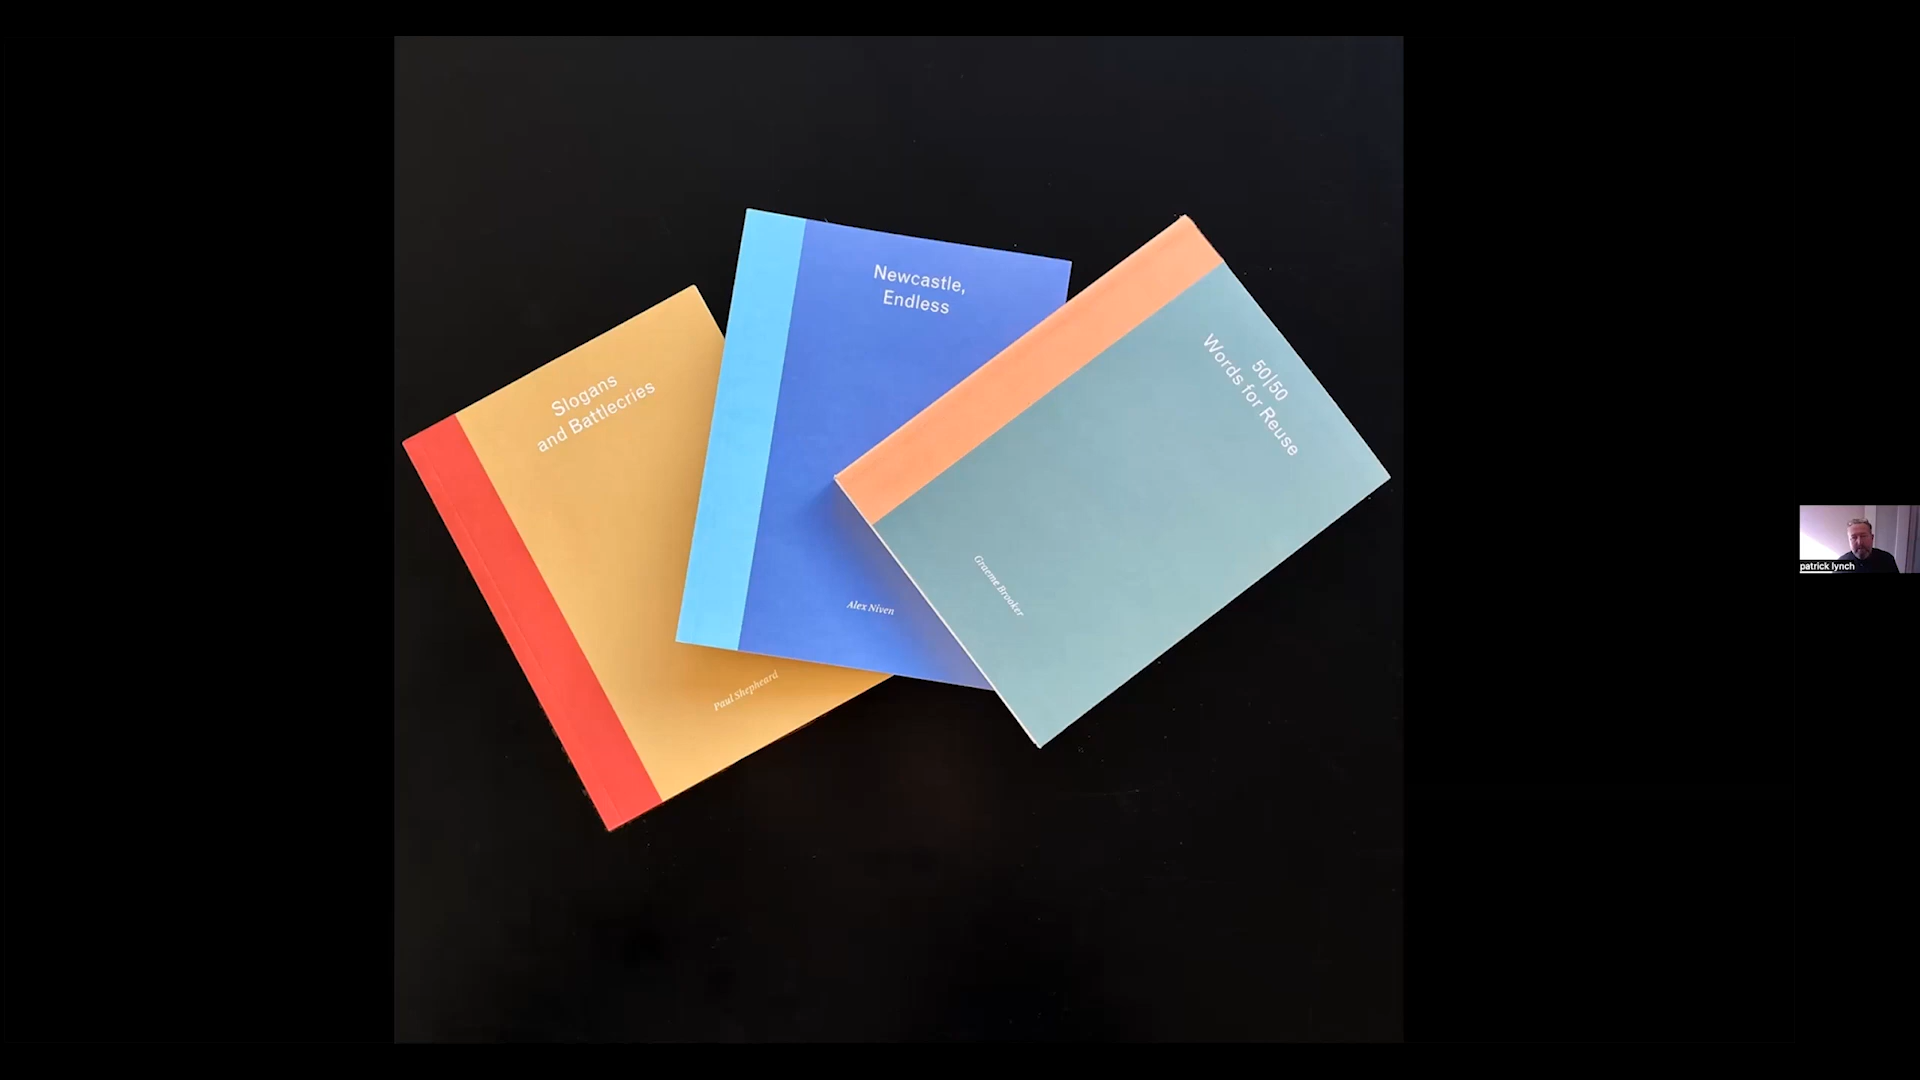 Slogans
and Battlecries
Paul Shepheard
Newcastle,
Endless
Alex Niven
50|50
Words for Reuse
Graeme Brooker
patrick lynch